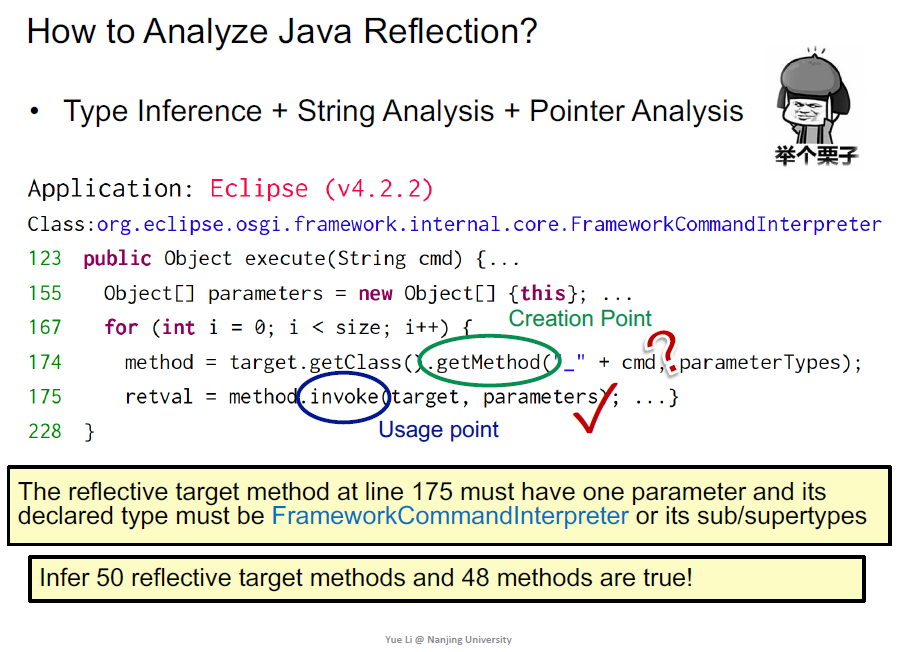 How to Analyze Java Reflection?
• Type Inference + String Analysis + Pointer Analysis
举个栗子
Application: Eclipse (v4.2.2)
Class:org.eclipse.osgi.framework.internal.core.FrameworkCommandInterpreter
123 public Object execute(String cmd) {...
155 Object[] parameters = new Object[] {this}; ...
167 for (int i = 0; i < size; i++) {
Creation Point
174 method = target.getClass().getMethod("_" + cmd, parameterTypes);
?
175 retval = method.invoke(target, parameters); ...}
Usage point
228 }
The reflective target method at line 175 must have one parameter and its
declared type must be FrameworkCommandInterpreter or its sub/supertypes
Infer 50 reflective target methods and 48 methods are true!
Yue Li @ Nanjing University